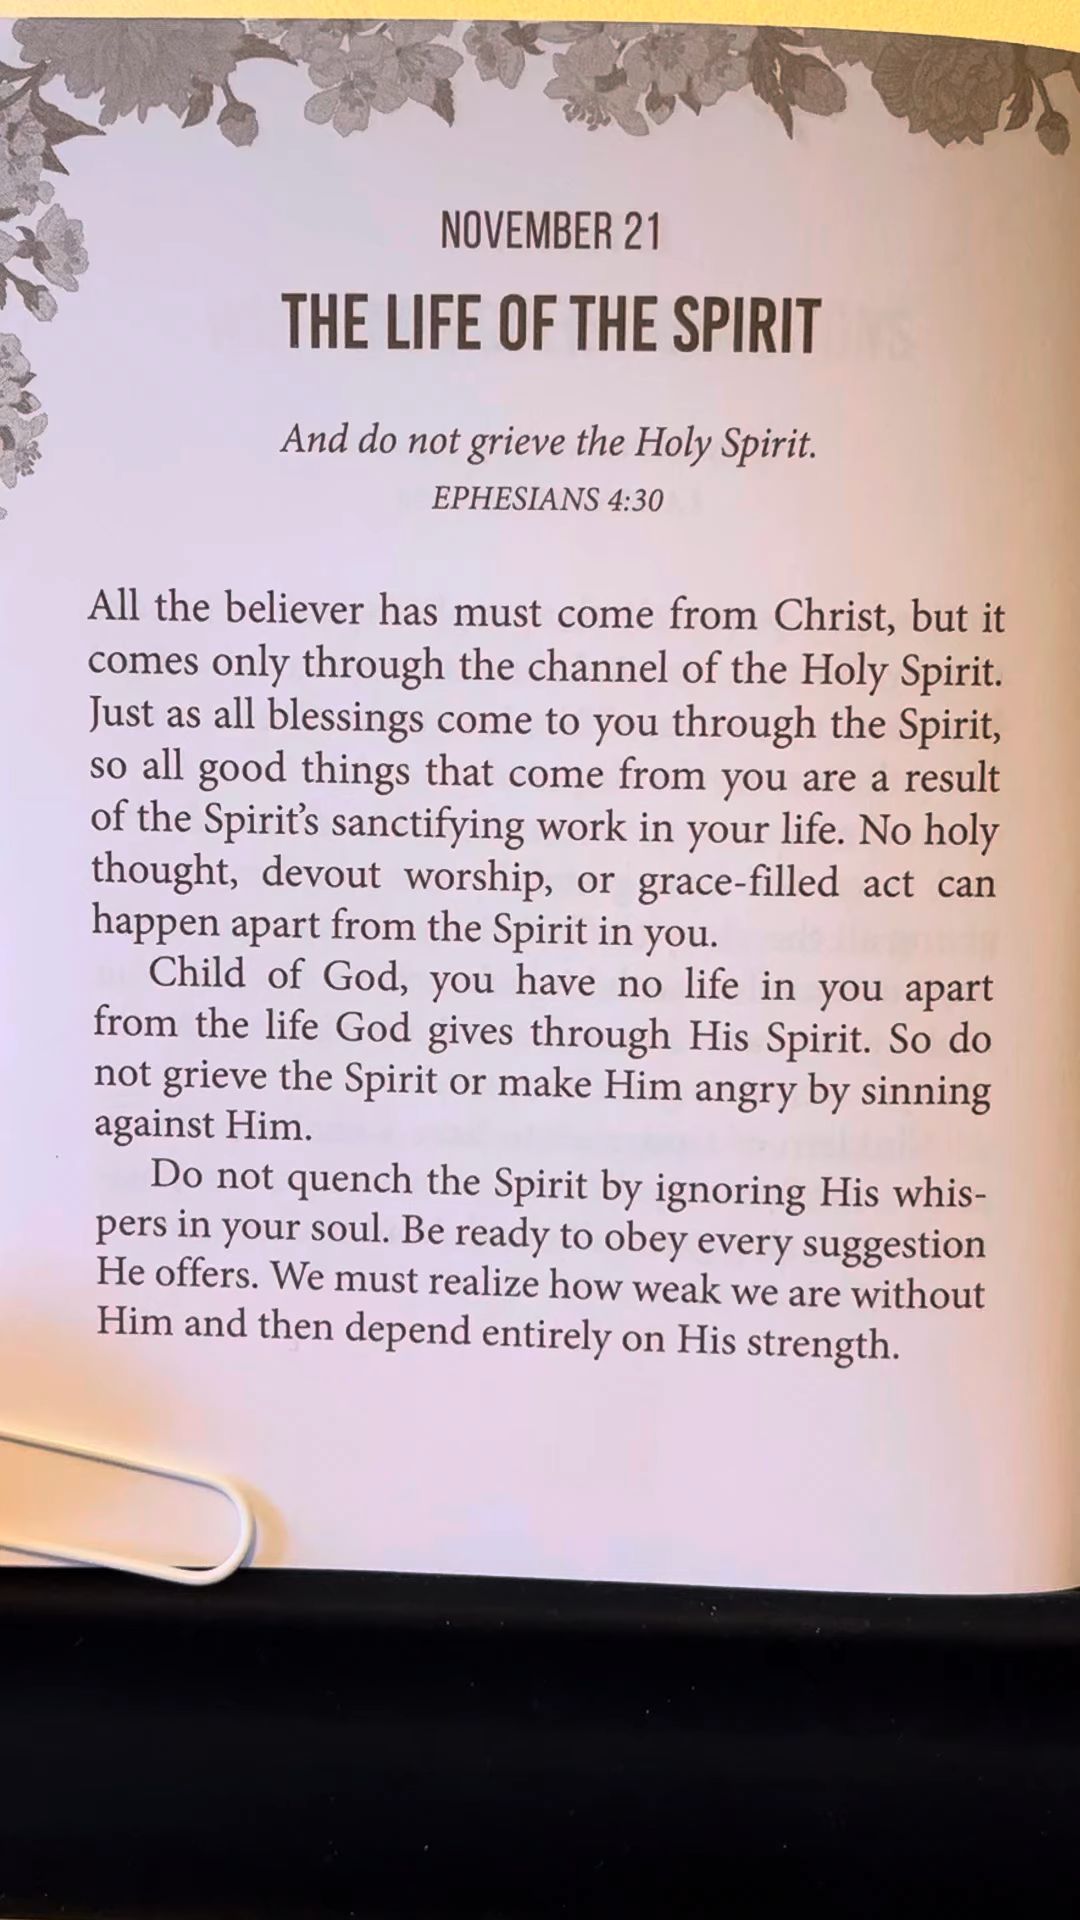 NOVEMBER 21
THE LIFE OF THE SPIRIT
And do not grieve the Holy Spirit.
EPHESIANS 4:30
All the believer has must come from Christ, but it
comes only through the channel of the Holy Spirit.
Just as all blessings come to you through the Spirit,
so all good things that come from you are a result
of the Spirit's sanctifying work in your life. No holy
thought, devout worship, or grace-filled act can
happen apart from the Spirit in you.
Child of God, you have no life in you apart
from the life God gives through His Spirit. So do
not grieve the Spirit or make Him angry by sinning
against Him.
Do not quench the Spirit by ignoring His whis-
pers in your soul. Be ready to obey every suggestion
He offers. We must realize how weak we are without
Him and then depend entirely on His strength.